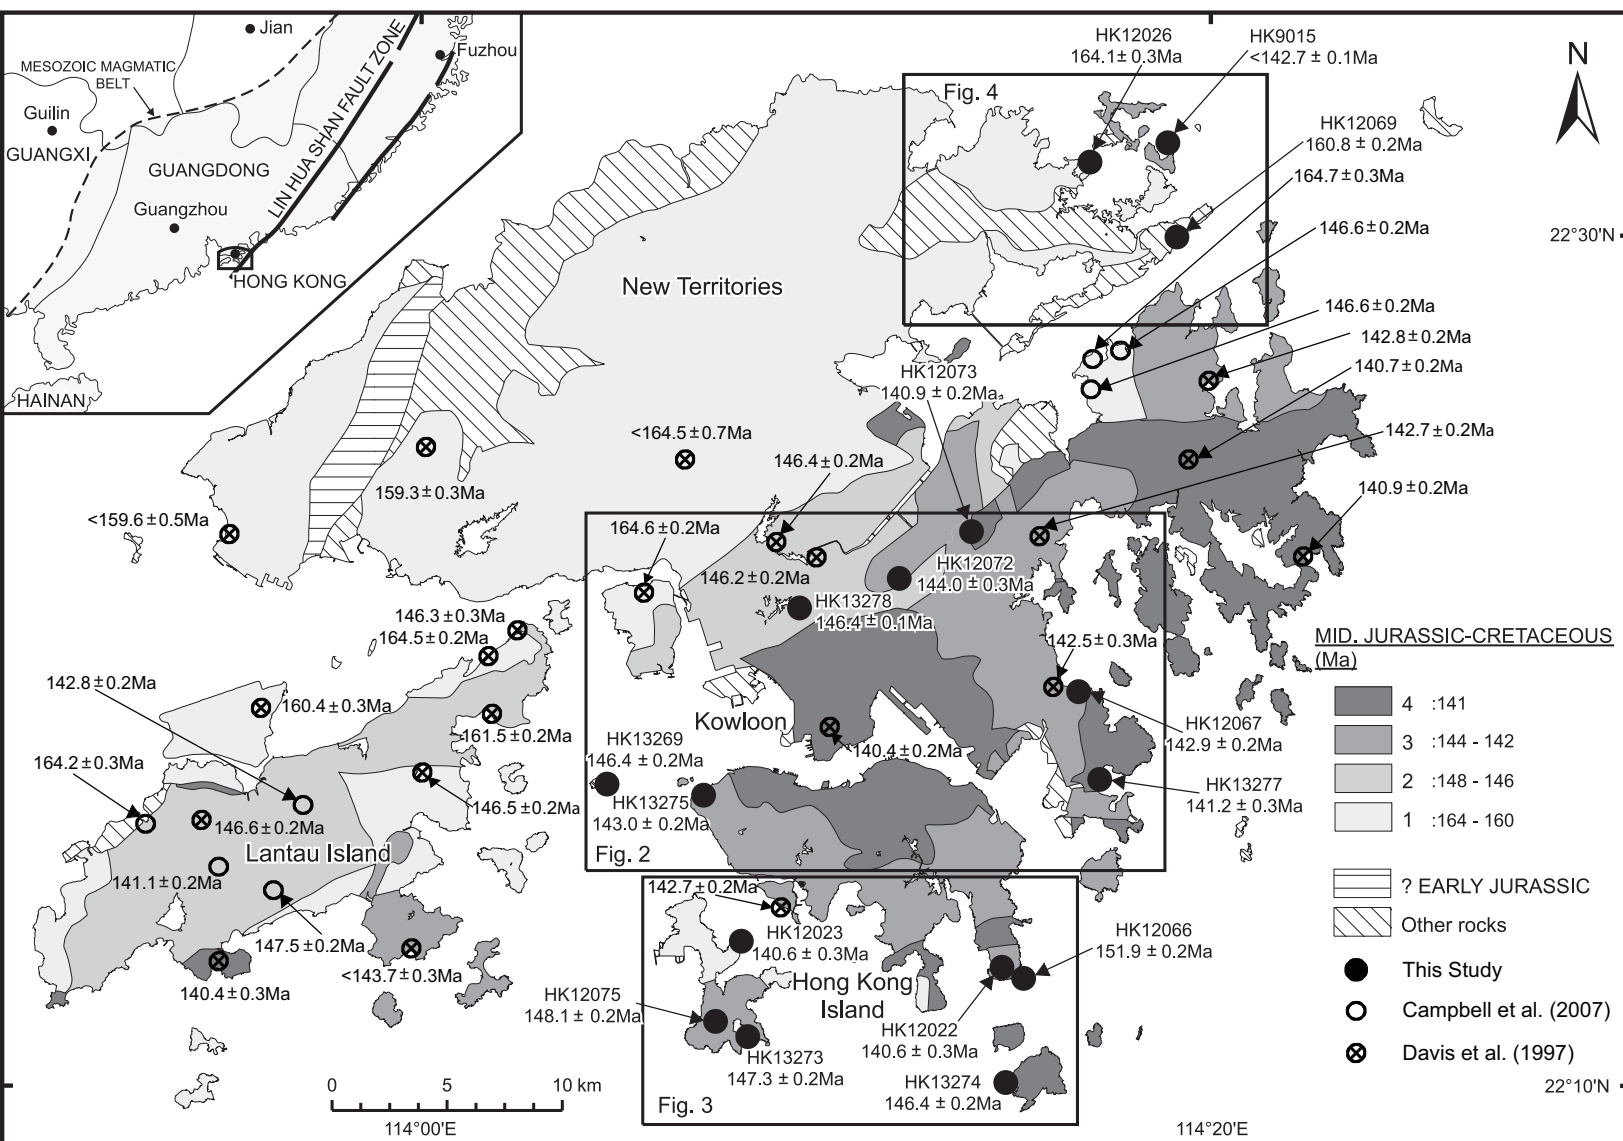 Jian
Fuzhou
MESOZOIC MAGMATIC
BELT
LIN HUA SHAN FAULT ZONE
Guilin
GUANGXI
GUANGDONG
Guangzhou
HONG KONG
HAINAN
HK12026
164.1 ± 0.3Ma
HK9015
<142.7 ± 0.1Ma
N
Fig. 4
HK12069
160.8 ± 0.2Ma
164.7 ± 0.3Ma
146.6 ± 0.2Ma
22°30'N
New Territories
146.6 ± 0.2Ma
142.8 ± 0.2Ma
140.7 ± 0.2Ma
HK12073
140.9 ± 0.2Ma
142.7 ± 0.2Ma
<164.5 ± 0.7Ma
146.4 ± 0.2Ma
159.3 ± 0.3Ma
140.9 ± 0.2Ma
<159.6 ± 0.5Ma
164.6 ± 0.2Ma
146.2 ± 0.2Ma
HK12072
144.0 ± 0.3Ma
HK13278
146.4 ± 0.1Ma
146.3 ± 0.3Ma
164.5 ± 0.2Ma
142.5 ± 0.3Ma
MID. JURASSIC-CRETACEOUS
(Ma)
4 :141
3 :144 - 142
2 :148 - 146
1 :164 - 160
? EARLY JURASSIC
Other rocks
This Study
Campbell et al. (2007)
Davis et al. (1997)
142.8 ± 0.2Ma
160.4 ± 0.3Ma
161.5 ± 0.2Ma
Kowloon
HK12067
142.9 ± 0.2Ma
HK13269
146.4 ± 0.2Ma
140.4 ± 0.2Ma
164.2 ± 0.3Ma
HK13277
141.2 ± 0.3Ma
HK13275
143.0 ± 0.2Ma
146.5 ± 0.2Ma
146.6 ± 0.2Ma
Lantau Island
Fig. 2
141.1 ± 0.2Ma
142.7 ± 0.2Ma
HK12023
140.6 ± 0.3Ma
HK12066
151.9 ± 0.2Ma
147.5 ± 0.2Ma
<143.7 ± 0.3Ma
140.4 ± 0.3Ma
Hong Kong
Island
HK12075
148.1 ± 0.2Ma
HK12022
140.6 ± 0.3Ma
HK13273
147.3 ± 0.2Ma
HK13274
146.4 ± 0.2Ma
Fig. 3
0 5 10 km
22°10'N
114°00'E
114°20'E